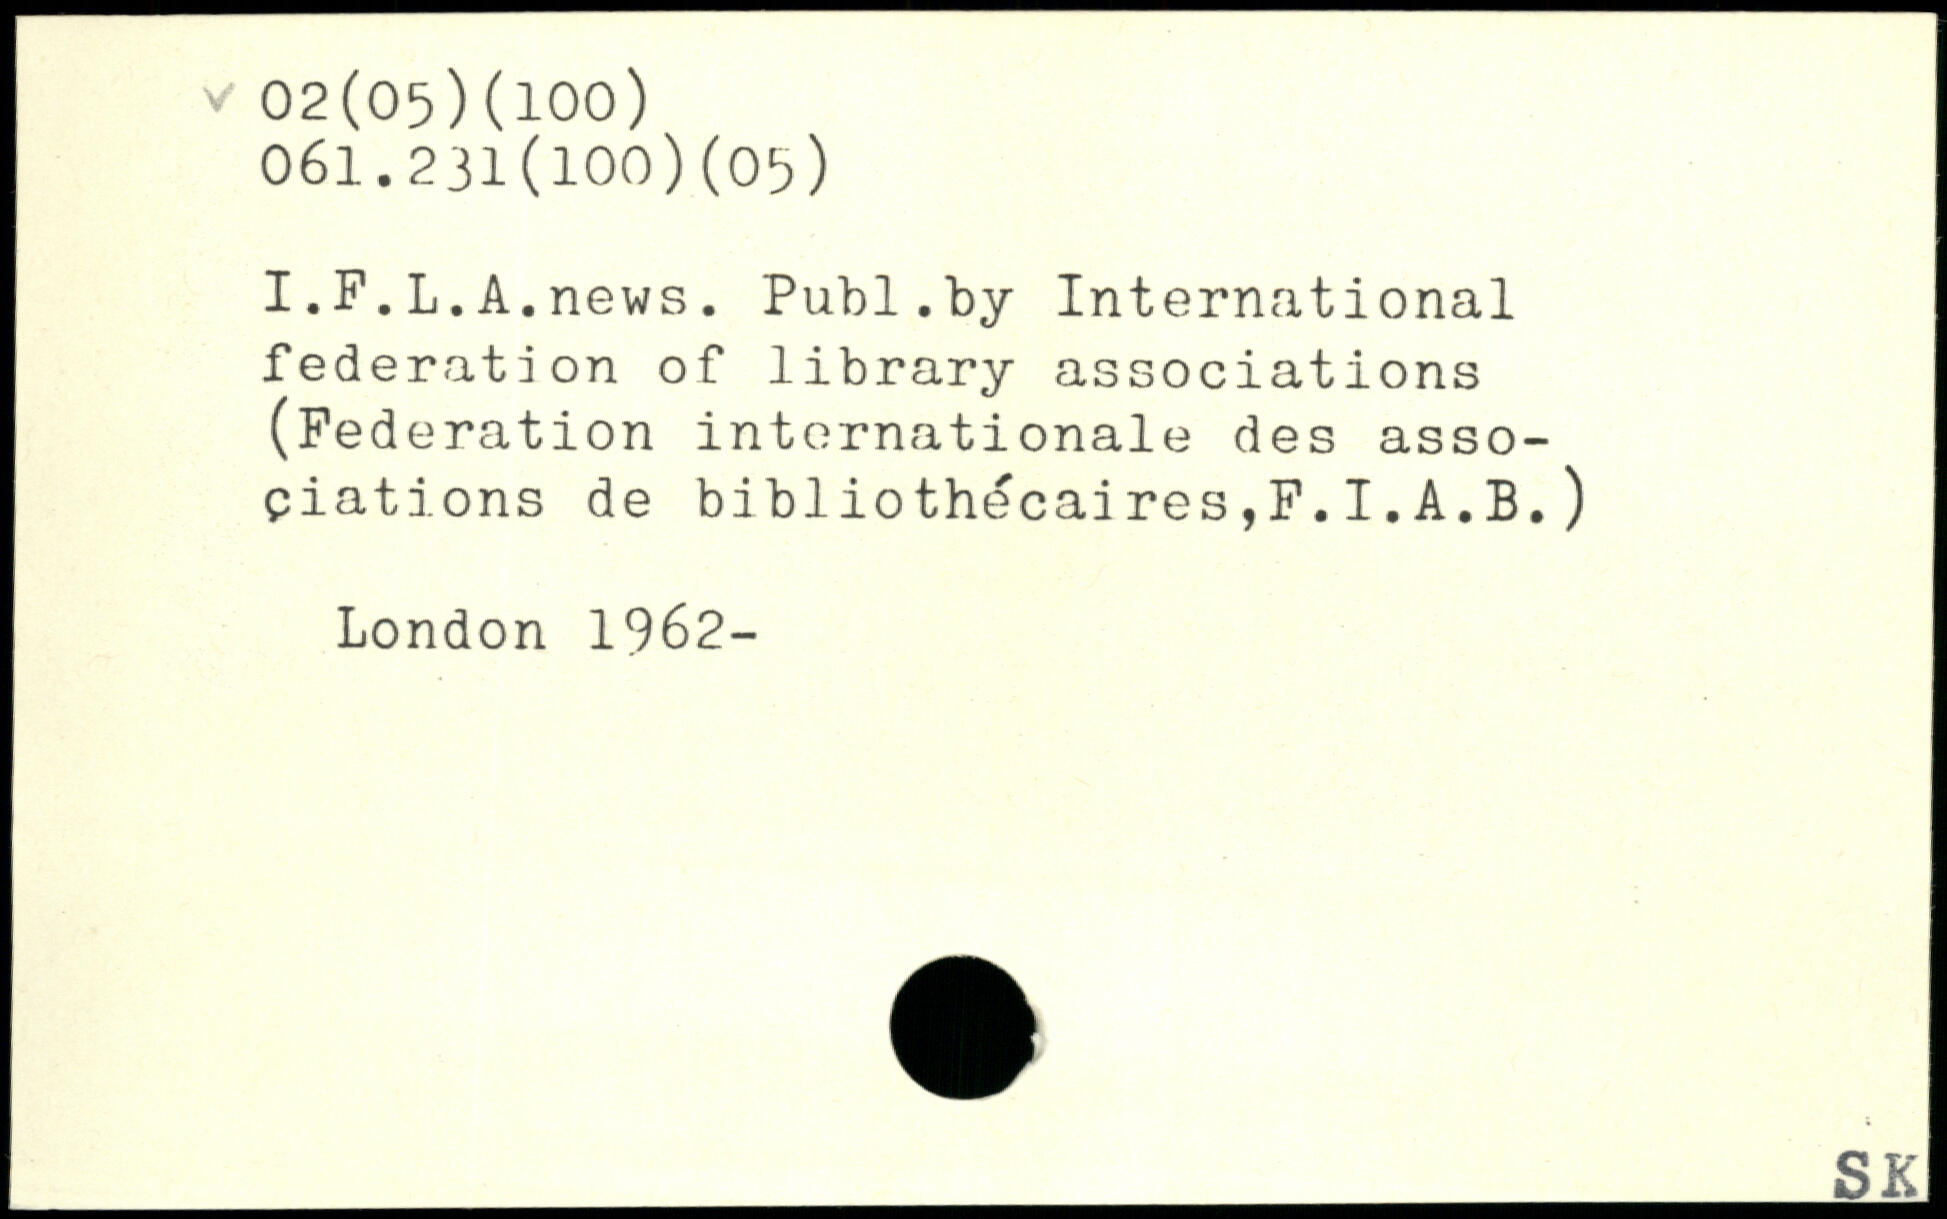 ✓ 02(05)(100)
061.231(100)(05)
I.F.L.A.news. Publ.by International
federation of library associations
(Federation internationale des asso-
çiations de bibliothécaires,F.I.A.B.)
London 1962-
SK